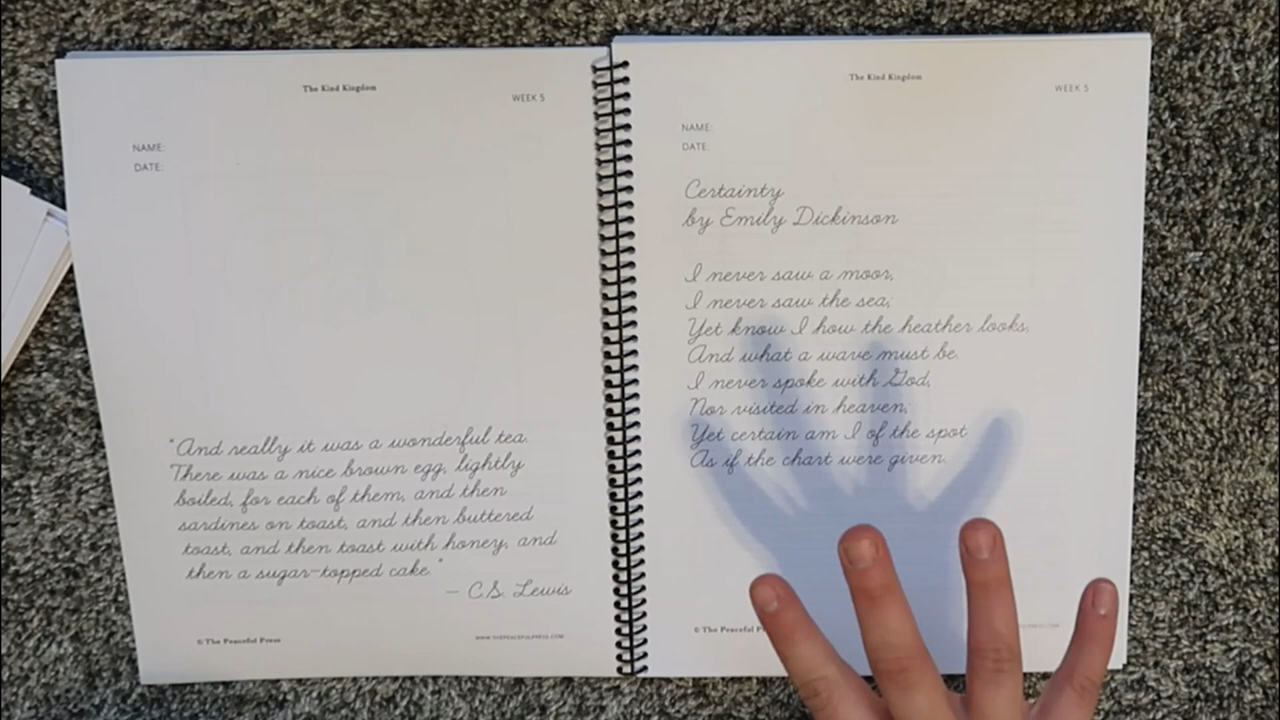 The Kind Kingdom
WEEK 5
NAME:
DATE:
"And really it was a wonderful tea.
There was a nice brown egg, lightly
boiled, for each of them, and then
sardines on toast, and then buttered
toast, and then toast with honey, and
then a sugar-topped cake."
— C.S. Lewis
© The Peaceful Press
WWW.THEPEACEFULPRESS.COM
The Kind Kingdom
WEEK 5
NAME:
DATE:
Certainty
by Emily Dickinson
I never saw a moor,
I never saw the sea;
Yet know I how the heather looks,
And what a wave must be.
I never spoke with God,
Nor visited in heaven;
Yet certain am I of the spot
As if the chart were given.
© The Peaceful